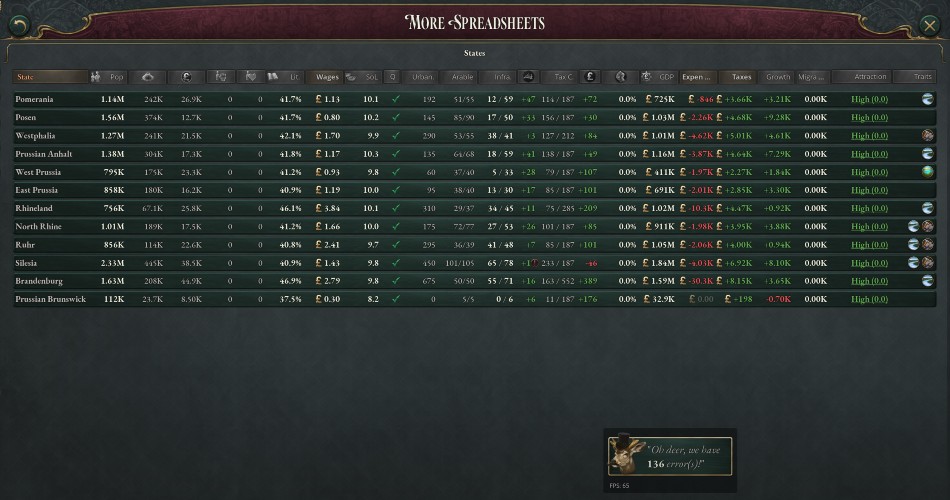 More Spreadsheets
States
State Pop Lit. Wages SoL Q Urban. Arable Infra. Tax C. £ GDP Expen ... Taxes Growth Migra ... Attraction Traits
Pomerania 1.14M 242K 26.9K 0 0 41.7% £ 1.13 10.1 192 51/55 12 / 59 +47 114 / 187 +72 0.0% £ 725K £ -846 £ +3.66K +3.21K 0.00K High (0.0)
Posen 1.56M 374K 12.7K 0 0 41.7% £ 0.80 10.2 145 85/90 17 / 50 +33 156 / 187 +30 0.0% £ 1.03M £ -2.26K £ +4.68K +9.28K 0.00K High (0.0)
Westphalia 1.27M 241K 21.5K 0 0 42.1% £ 1.70 9.9 290 53/55 38 / 41 +3 127 / 212 +84 0.0% £ 1.01M £ -4.62K £ +5.01K +4.61K 0.00K High (0.0)
Prussian Anhalt 1.38M 304K 17.3K 0 0 41.8% £ 1.17 10.3 135 64/68 18 / 59 +41 138 / 187 +49 0.0% £ 1.16M £ -3.87K £ +4.64K +7.29K 0.00K High (0.0)
West Prussia 795K 175K 23.3K 0 0 41.2% £ 0.93 9.8 60 37/40 5 / 33 +28 79 / 187 +107 0.0% £ 411K £ -1.97K £ +2.27K +1.84K 0.00K High (0.0)
East Prussia 858K 180K 16.2K 0 0 40.9% £ 1.19 10.0 95 38/40 13 / 30 +17 85 / 187 +101 0.0% £ 691K £ -2.01K £ +2.85K +3.30K 0.00K High (0.0)
Rhineland 756K 67.1K 25.8K 0 0 46.1% £ 3.84 10.1 310 29/37 34 / 45 +11 75 / 285 +209 0.0% £ 1.02M £ -10.3K £ +4.47K +0.92K 0.00K High (0.0)
North Rhine 1.01M 189K 17.5K 0 0 41.2% £ 1.66 10.0 175 72/77 27 / 53 +26 101 / 187 +85 0.0% £ 911K £ -1.98K £ +3.95K +3.88K 0.00K High (0.0)
Ruhr 856K 114K 22.6K 0 0 40.8% £ 2.41 9.7 295 36/39 41 / 48 +7 85 / 187 +101 0.0% £ 1.05M £ -2.06K £ +4.00K +0.94K 0.00K High (0.0)
Silesia 2.33M 445K 38.5K 0 0 40.9% £ 1.43 9.8 450 101/105 65 / 78 233 / 187 -46 0.0% £ 1.84M £ -4.03K £ +6.92K +8.10K 0.00K High (0.0)
Brandenburg 1.63M 208K 44.9K 0 0 46.9% £ 2.79 9.8 650 55/55 55 / 71 +16 163 / 552 +389 0.0% £ 1.59M £ -30.3K £ +8.15K +3.65K 0.00K High (0.0)
Prussian Brunswick 112K 23.7K 8.50K 0 0 37.5% £ 0.30 8.2 0 5/5 0 / 6 +6 11 / 187 +176 0.0% £ 32.9K £ 0.00 £ +198 -0.70K 0.00K High (0.0)
"Oh deer, we have
136 error(s)!"
FPS: 65